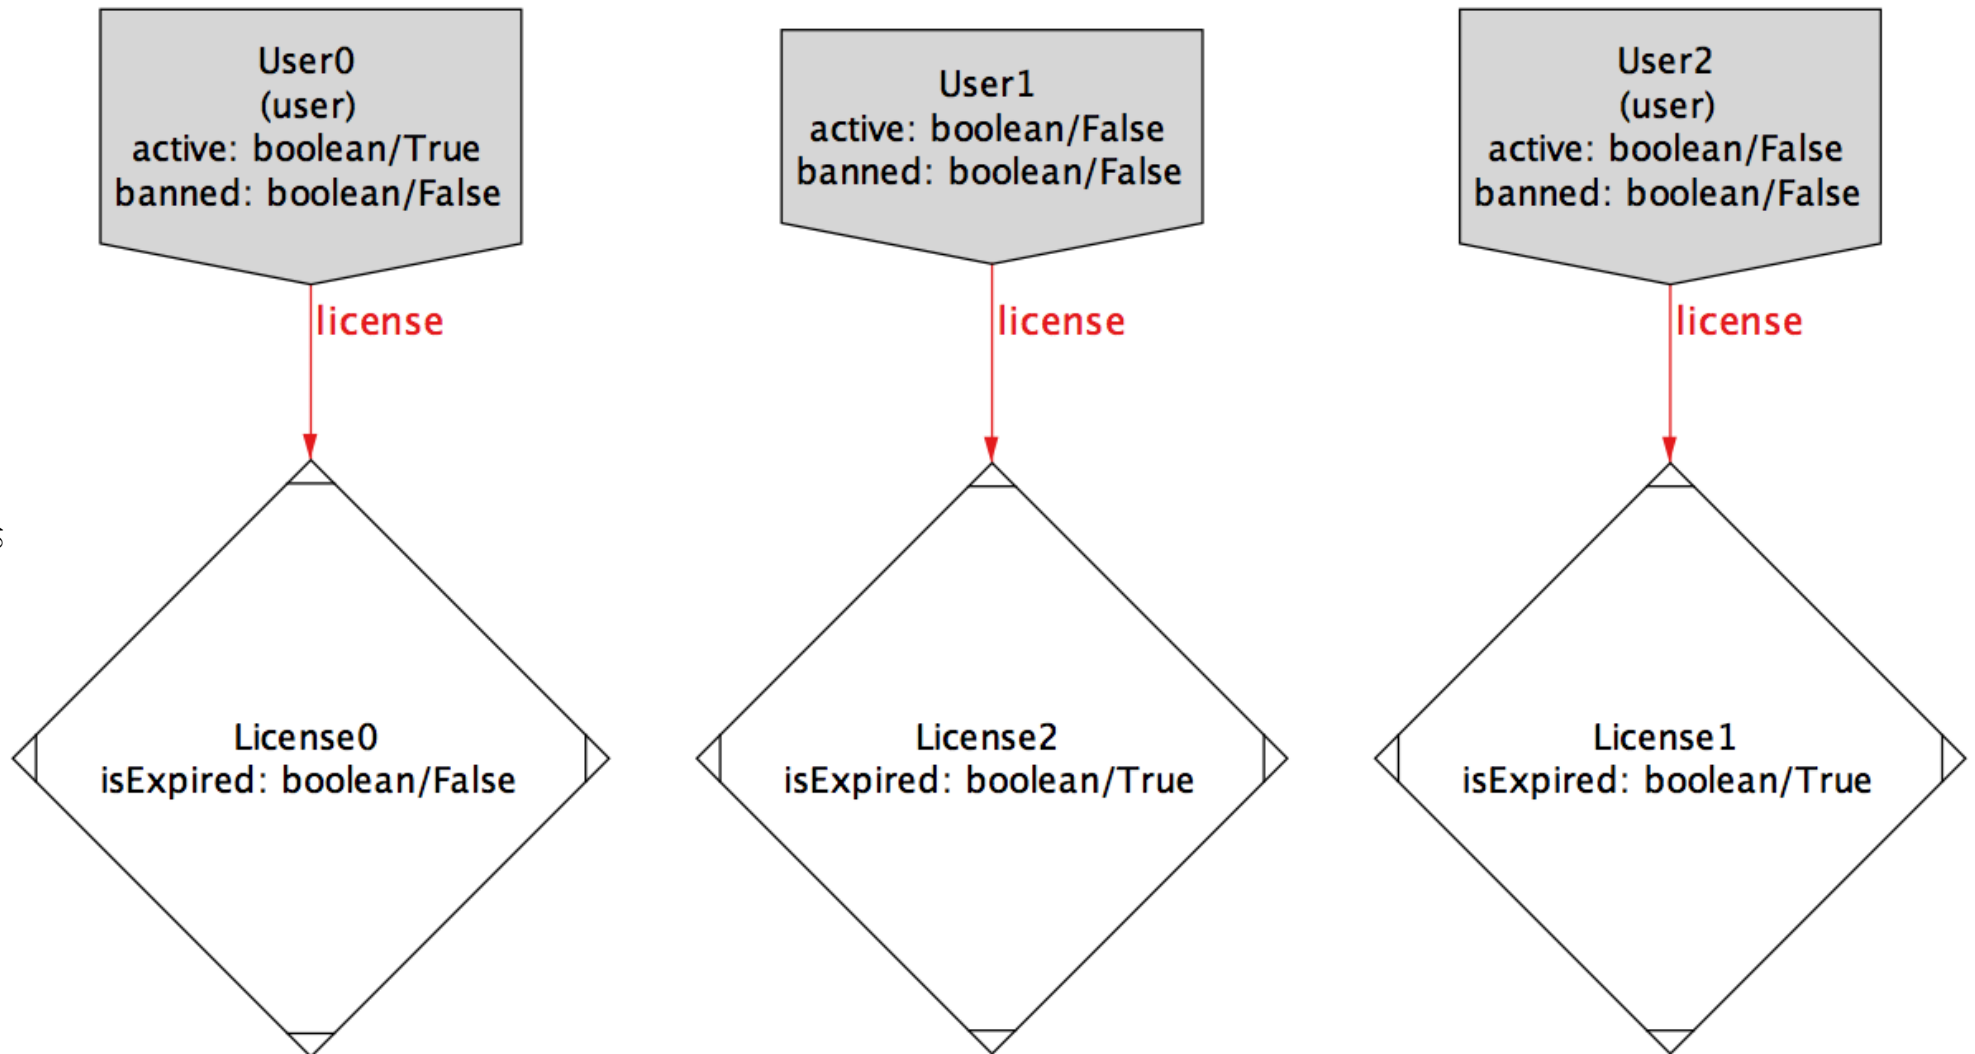 User0
(user)
active: boolean/True
banned: boolean/False
User1
active: boolean/False
banned: boolean/False
User2
(user)
active: boolean/False
banned: boolean/False
license
license
license
License0
isExpired: boolean/False
License2
isExpired: boolean/True
License1
isExpired: boolean/True